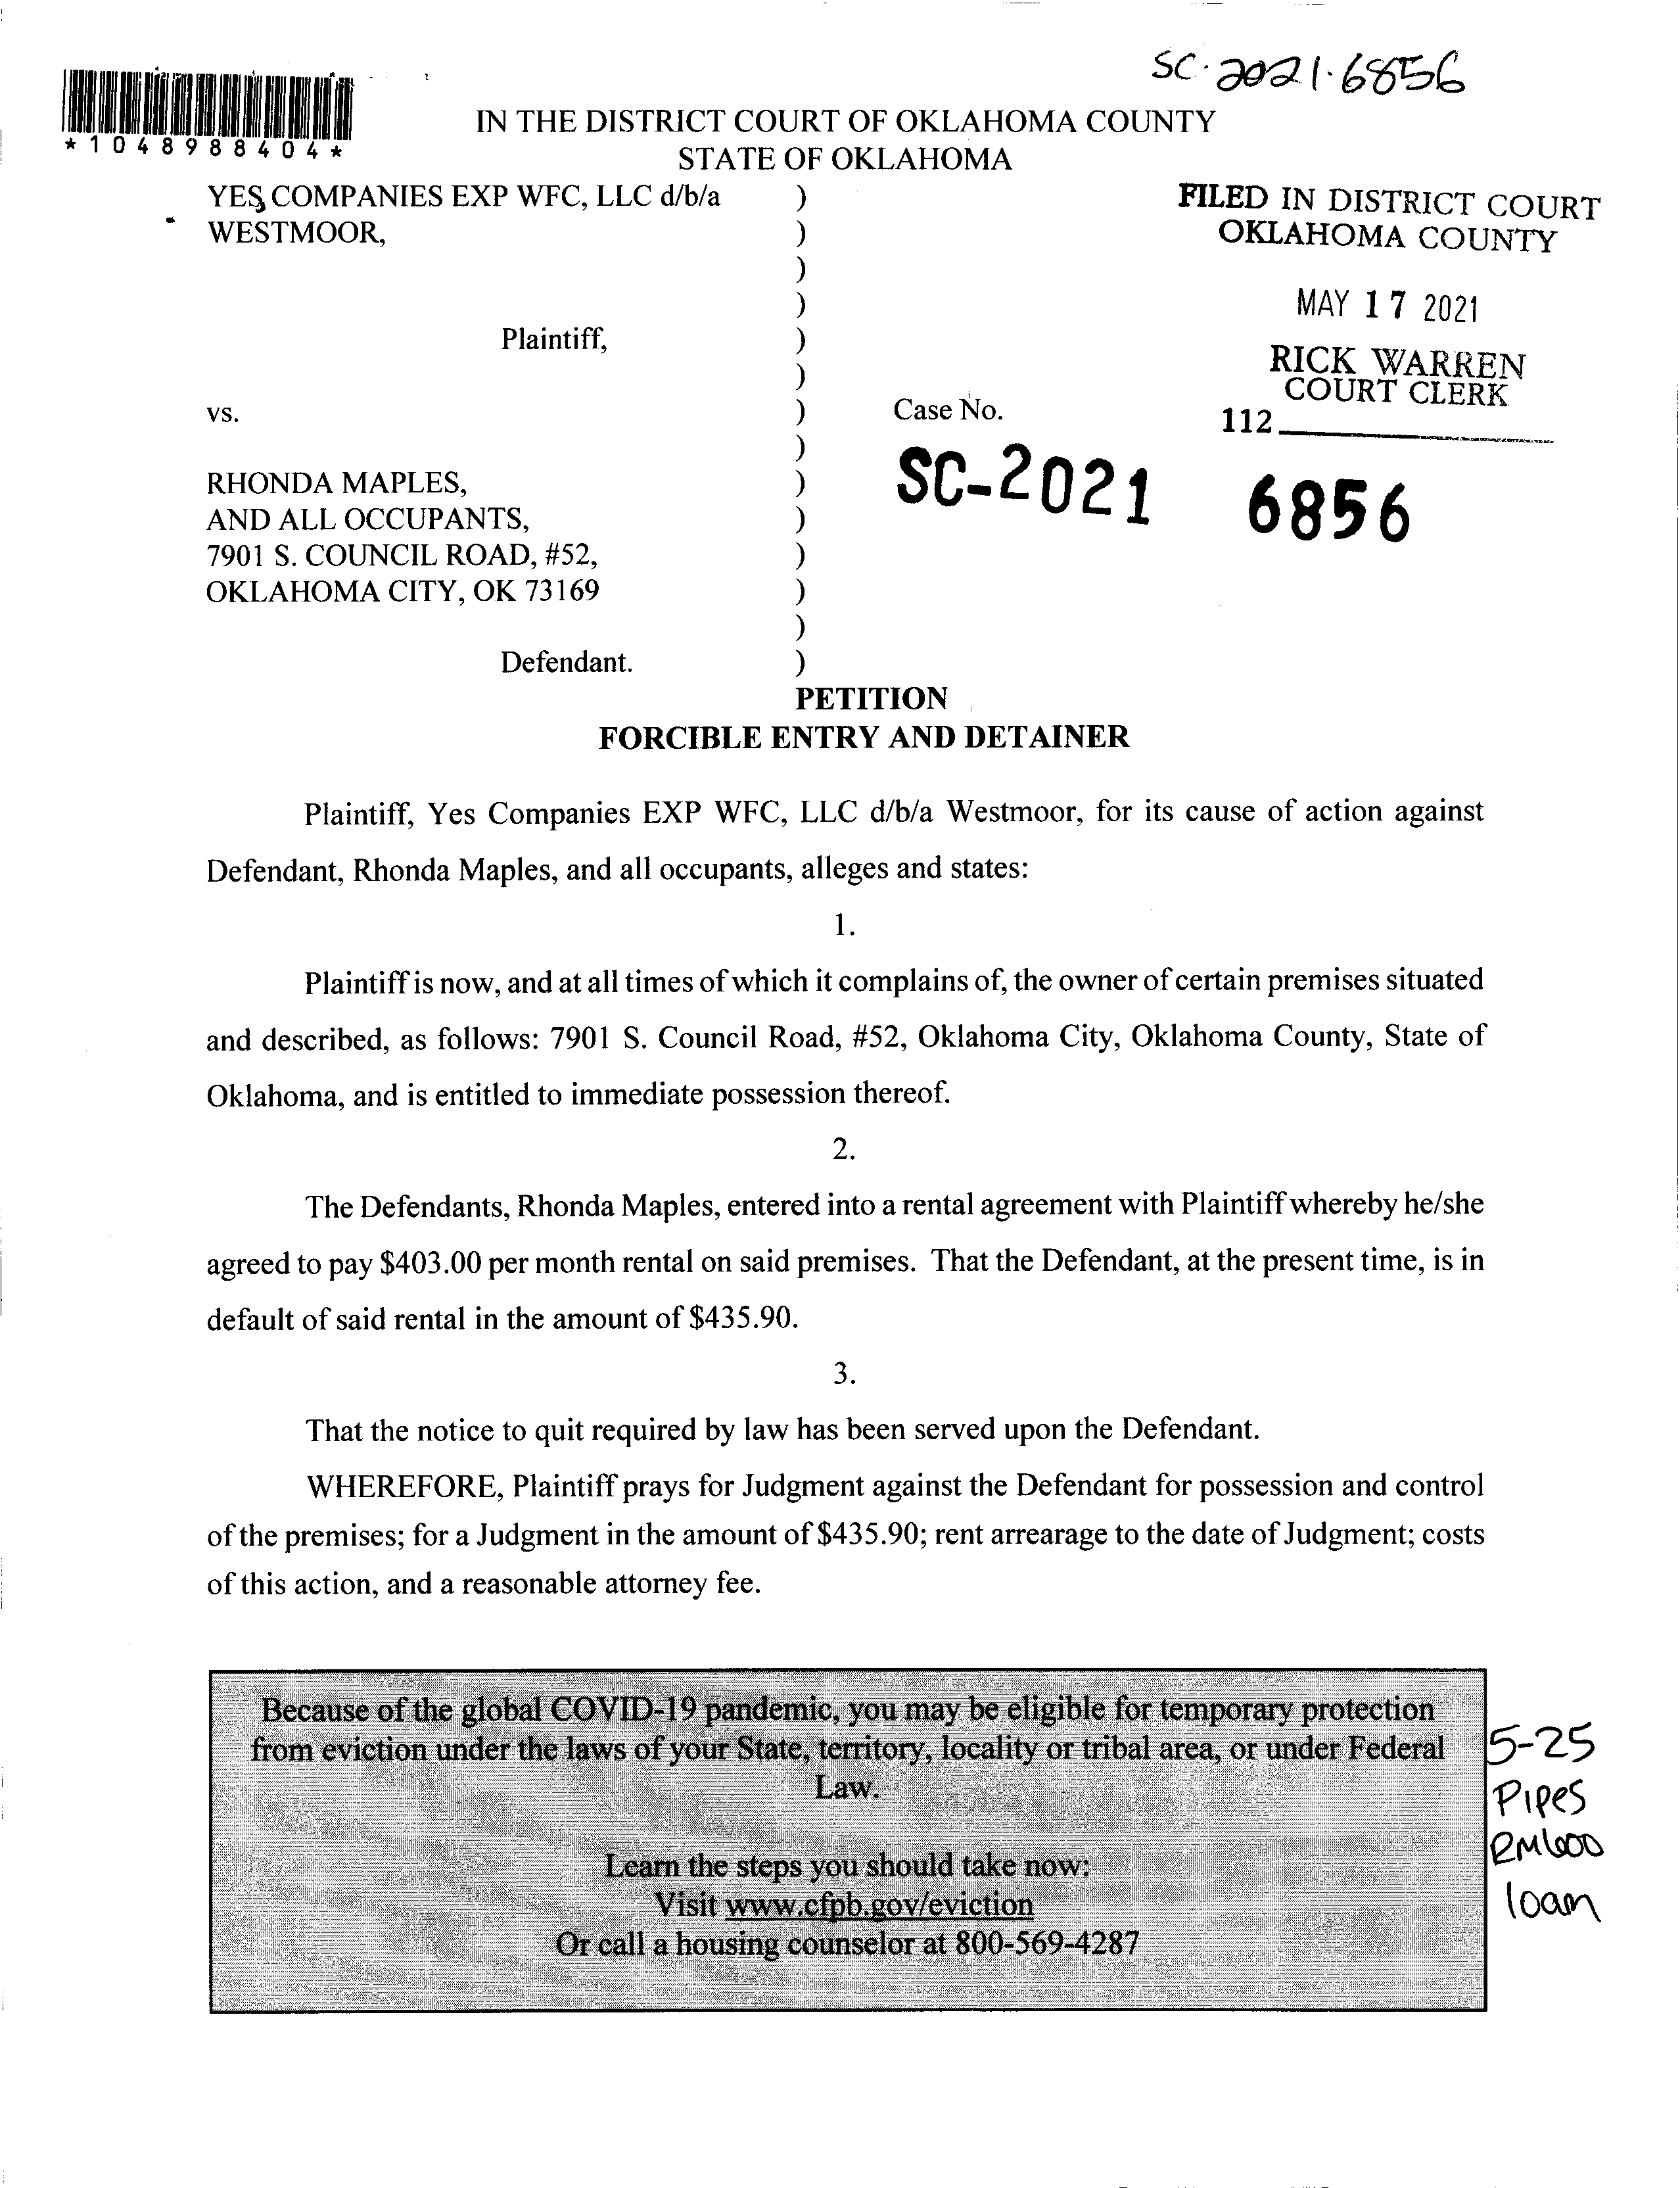 SC-2021-6856
*1048988404*
IN THE DISTRICT COURT OF OKLAHOMA COUNTY
STATE OF OKLAHOMA
YES COMPANIES EXP WFC, LLC d/b/a )
WESTMOOR, )
)
)
Plaintiff, )
)
vs. )
)
RHONDA MAPLES, )
AND ALL OCCUPANTS, )
7901 S. COUNCIL ROAD, #52, )
OKLAHOMA CITY, OK 73169 )
)
Defendant. )
FILED IN DISTRICT COURT
OKLAHOMA COUNTY
MAY 17 2021
RICK WARREN
COURT CLERK
112
Case No.
SC-2021 6856
PETITION
FORCIBLE ENTRY AND DETAINER
Plaintiff, Yes Companies EXP WFC, LLC d/b/a Westmoor, for its cause of action against
Defendant, Rhonda Maples, and all occupants, alleges and states:
1.
Plaintiff is now, and at all times of which it complains of, the owner of certain premises situated
and described, as follows: 7901 S. Council Road, #52, Oklahoma City, Oklahoma County, State of
Oklahoma, and is entitled to immediate possession thereof.
2.
The Defendants, Rhonda Maples, entered into a rental agreement with Plaintiff whereby he/she
agreed to pay $403.00 per month rental on said premises. That the Defendant, at the present time, is in
default of said rental in the amount of $435.90.
3.
That the notice to quit required by law has been served upon the Defendant.
WHEREFORE, Plaintiff prays for Judgment against the Defendant for possession and control
of the premises; for a Judgment in the amount of $435.90; rent arrearage to the date of Judgment; costs
of this action, and a reasonable attorney fee.
Because of the global COVID-19 pandemic, you may be eligible for temporary protection
from eviction under the laws of your State, territory, locality or tribal area, or under Federal
Law.
Learn the steps you should take now:
Visit www.cfpb.gov/eviction
Or call a housing counselor at 800-569-4287
5-25
Pipes
RM600
10am